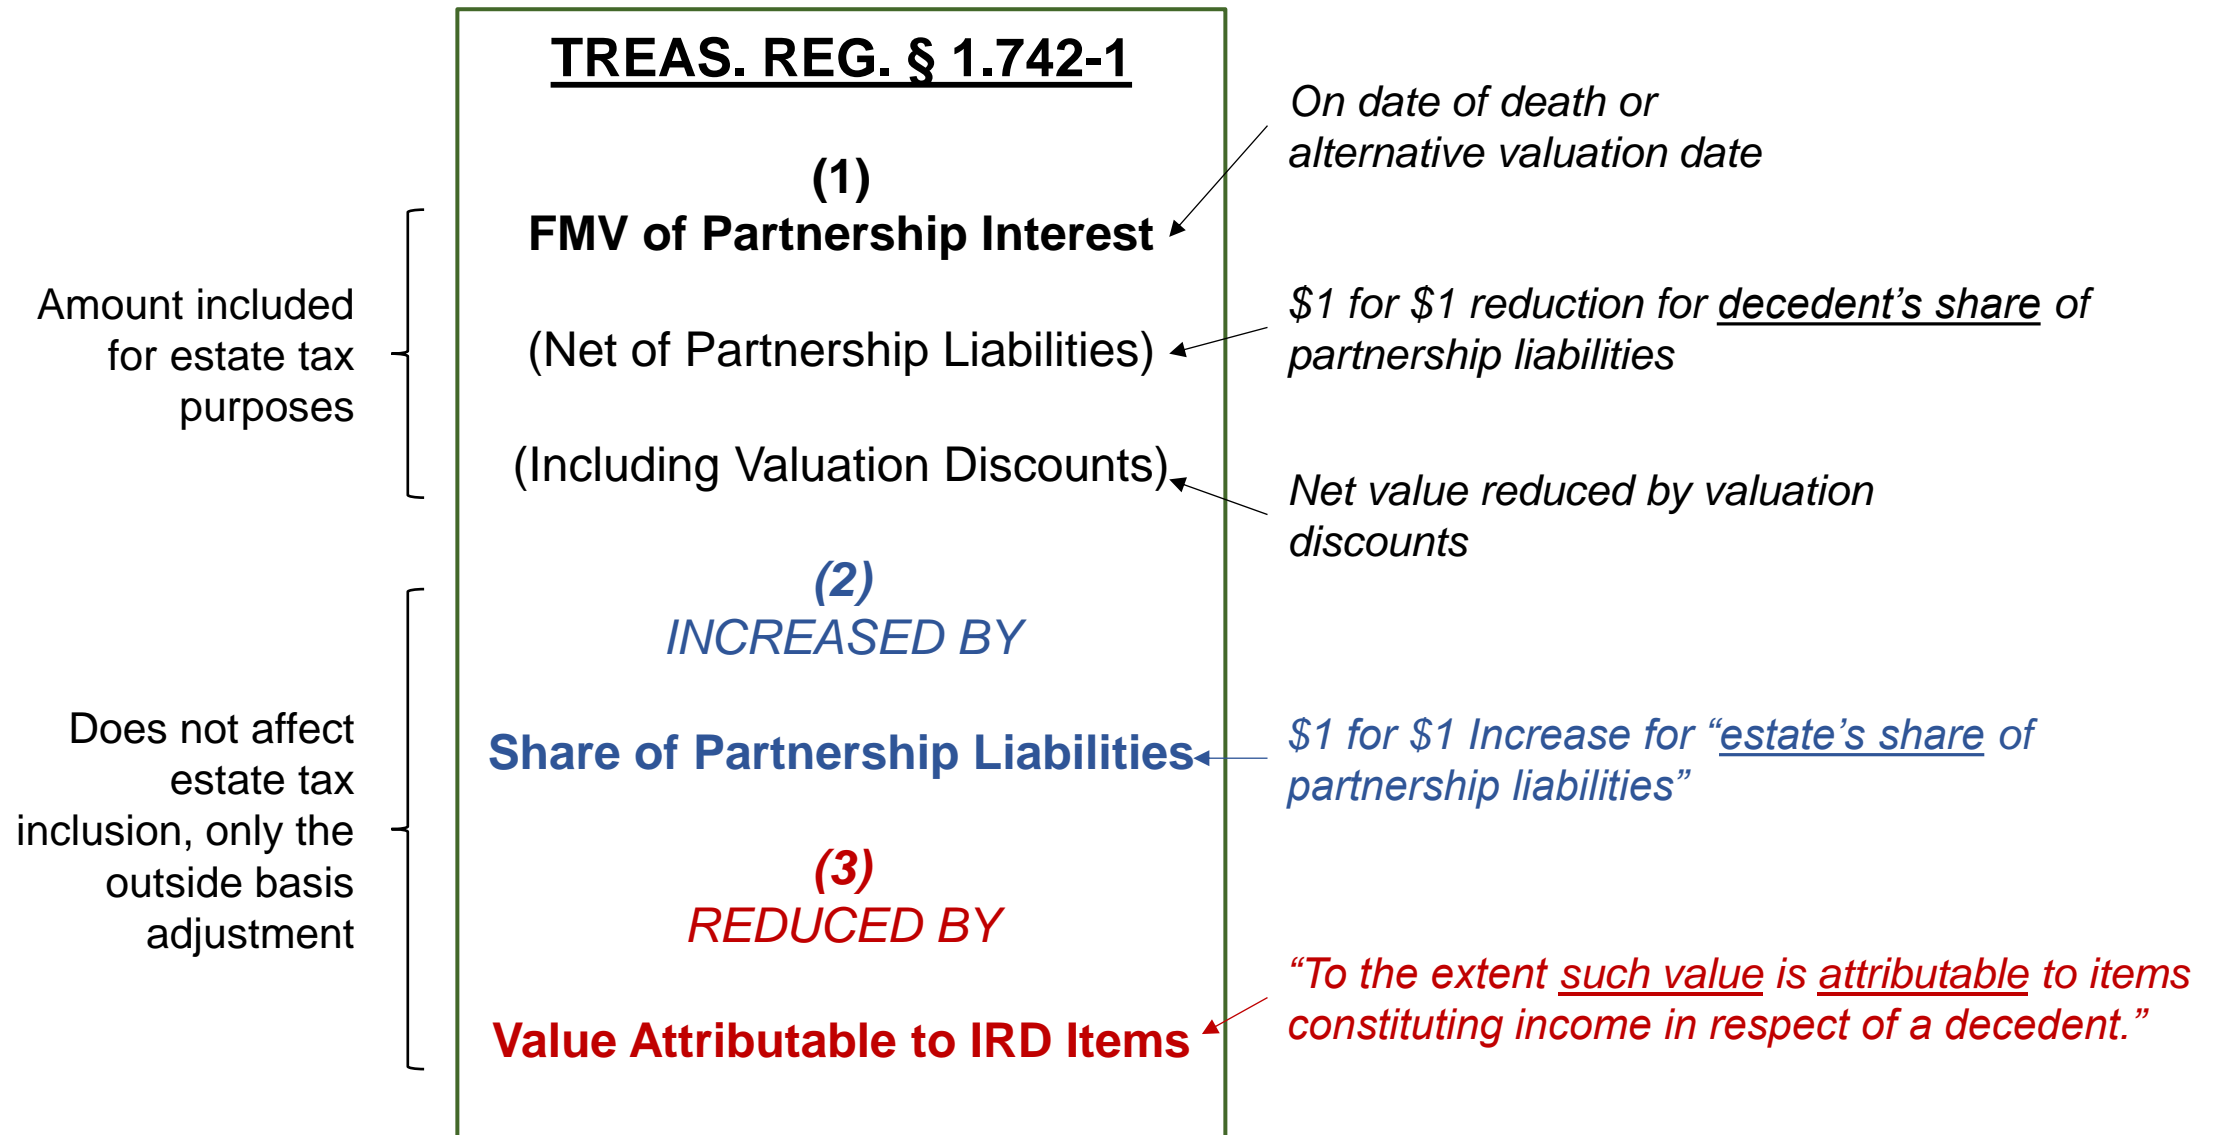 TREAS. REG. § 1.742-1
(1)
FMV of Partnership Interest
(Net of Partnership Liabilities)
(Including Valuation Discounts)
(2)
INCREASED BY
Share of Partnership Liabilities
(3)
REDUCED BY
Value Attributable to IRD Items
Amount included
for estate tax
purposes
Does not affect
estate tax
inclusion, only the
outside basis
adjustment
On date of death or
alternative valuation date
$1 for $1 reduction for decedent’s share of
partnership liabilities
Net value reduced by valuation
discounts
$1 for $1 Increase for “estate’s share of
partnership liabilities”
“To the extent such value is attributable to items
constituting income in respect of a decedent.”